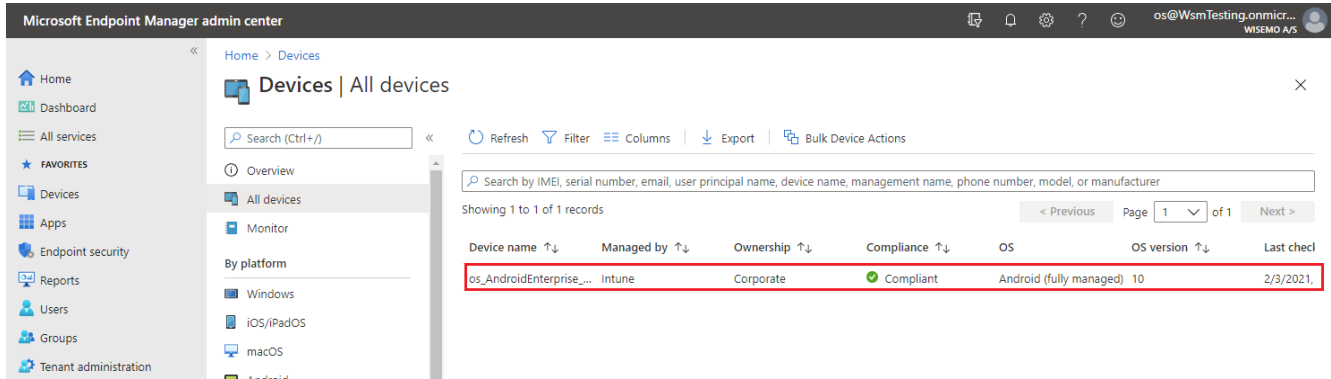 Microsoft Endpoint Manager admin center
os@WsmTesting.onmicr...
WISEMO A/S
Home
Dashboard
All services
FAVORITES
Devices
Apps
Endpoint security
Reports
Users
Groups
Tenant administration
Home > Devices
Devices | All devices
Search (Ctrl+/)
Overview
All devices
Monitor
By platform
Windows
iOS/iPadOS
macOS
Android
Refresh Filter Columns Export Bulk Device Actions
Search by IMEI, serial number, email, user principal name, device name, management name, phone number, model, or manufacturer
Showing 1 to 1 of 1 records
< Previous Page 1 of 1 Next >
Device name ↑↓ Managed by ↑↓ Ownership ↑↓ Compliance ↑↓ OS OS version ↑↓ Last check
os_AndroidEnterprise_... Intune Corporate Compliant Android (fully managed) 10 2/3/2021,